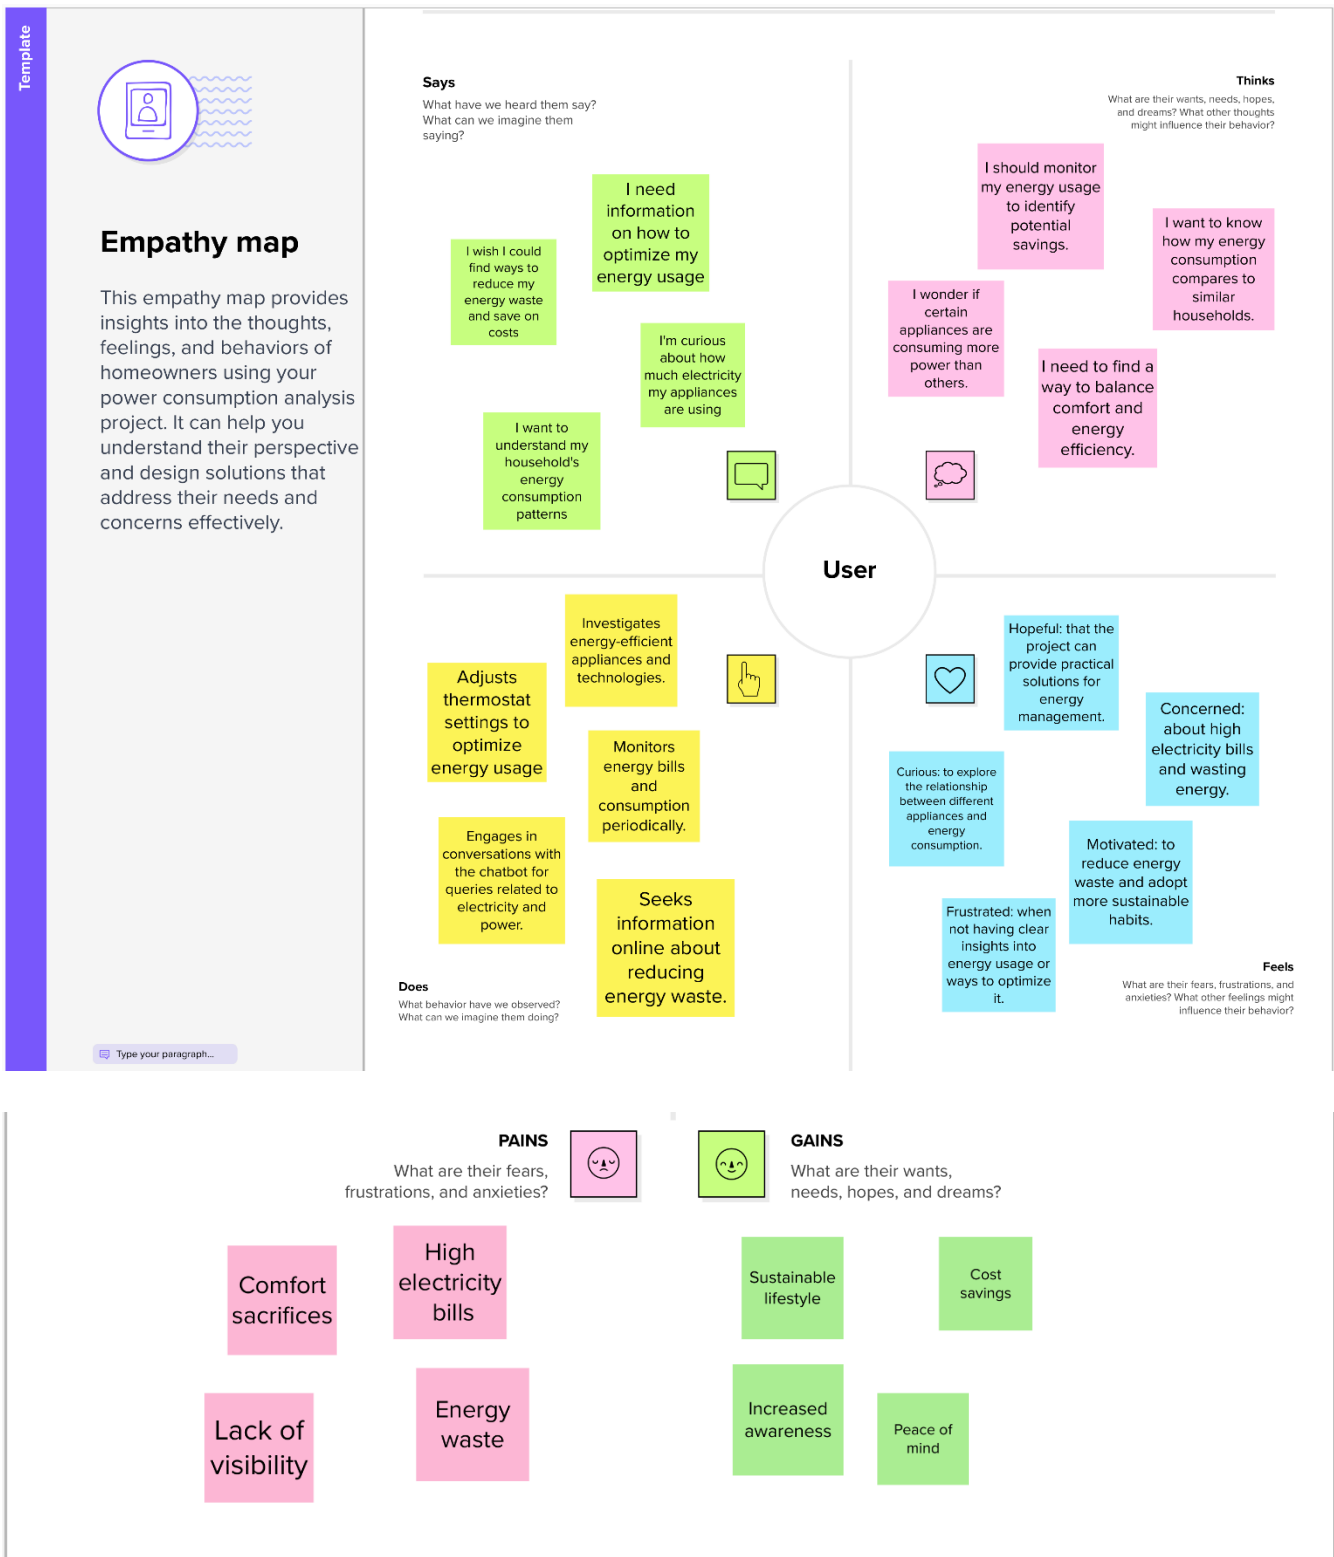 Template
Empathy map
This empathy map provides
insights into the thoughts,
feelings, and behaviors of
homeowners using your
power consumption analysis
project. It can help you
understand their perspective
and design solutions that
address their needs and
concerns effectively.
Type your paragraph...
Says
What have we heard them say?
What can we imagine them
saying?
I need
information
on how to
optimize my
energy usage
I wish I could
find ways to
reduce my
energy waste
and save on
costs
I'm curious
about how
much electricity
my appliances
are using
I want to
understand my
household's
energy
consumption
patterns
Thinks
What are their wants, needs, hopes,
and dreams? What other thoughts
might influence their behavior?
I should monitor
my energy usage
to identify
potential
savings.
I want to know
how my energy
consumption
compares to
similar
households.
I wonder if
certain
appliances are
consuming more
power than
others.
I need to find a
way to balance
comfort and
energy
efficiency.
User
Investigates
energy-efficient
appliances and
technologies.
Adjusts
thermostat
settings to
optimize
energy usage
Monitors
energy bills
and
consumption
periodically.
Engages in
conversations with
the chatbot for
queries related to
electricity and
power.
Seeks
information
online about
reducing
energy waste.
Does
What behavior have we observed?
What can we imagine them doing?
Hopeful: that the
project can
provide practical
solutions for
energy
management.
Concerned:
about high
electricity bills
and wasting
energy.
Curious: to explore
the relationship
between different
appliances and
energy
consumption.
Motivated: to
reduce energy
waste and adopt
more sustainable
habits.
Frustrated: when
not having clear
insights into
energy usage or
ways to optimize
it.
Feels
What are their fears, frustrations, and
anxieties? What other feelings might
influence their behavior?
PAINS
What are their fears,
frustrations, and anxieties?
Comfort
sacrifices
High
electricity
bills
Lack of
visibility
Energy
waste
GAINS
What are their wants,
needs, hopes, and dreams?
Sustainable
lifestyle
Cost
savings
Increased
awareness
Peace of
mind